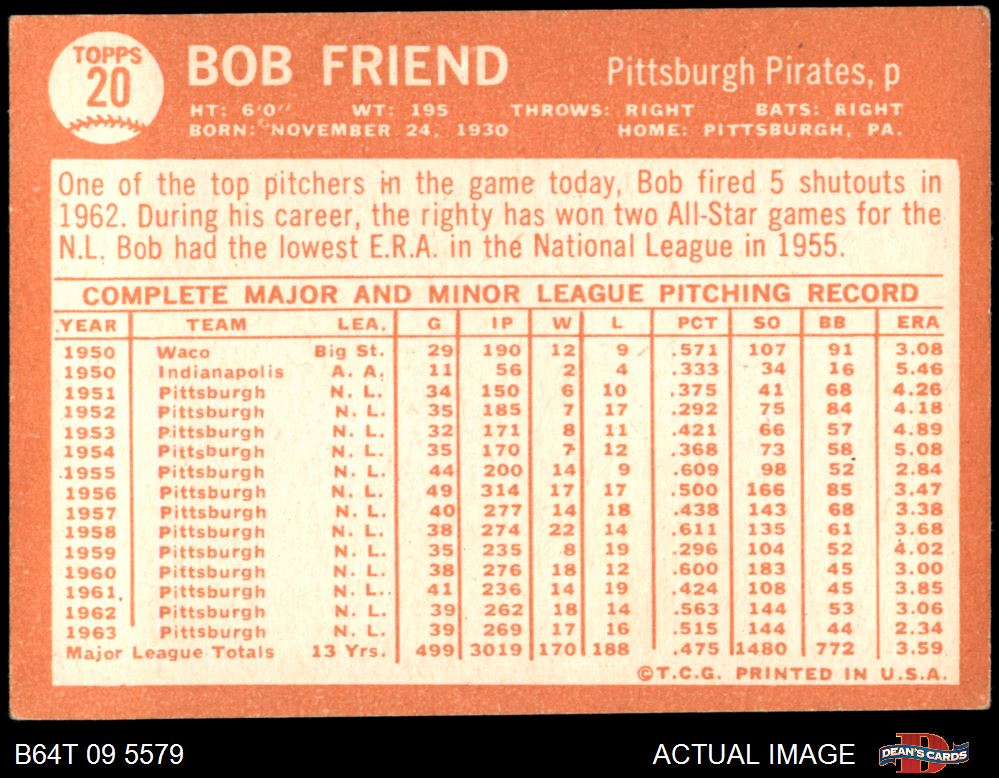 TOPPS
20
BOB FRIEND
Pittsburgh Pirates, p
HT: 6'0" WT: 195 THROWS: RIGHT BATS: RIGHT
BORN: NOVEMBER 24, 1930 HOME: PITTSBURGH, PA.
One of the top pitchers in the game today, Bob fired 5 shutouts in
1962. During his career, the righty has won two All-Star games for the
N.L. Bob had the lowest E.R.A. in the National League in 1955.
COMPLETE MAJOR AND MINOR LEAGUE PITCHING RECORD
YEAR TEAM LEA. G IP W L PCT SO BB ERA
1950 Waco Big St. 29 190 12 9 .571 107 91 3.08
1950 Indianapolis A. A. 11 56 2 4 .333 34 16 5.46
1951 Pittsburgh N. L. 34 150 6 10 .375 41 68 4.26
1952 Pittsburgh N. L. 35 185 7 17 .292 75 84 4.18
1953 Pittsburgh N. L. 32 171 8 11 .421 66 57 4.89
1954 Pittsburgh N. L. 35 170 7 12 .368 73 58 5.08
1955 Pittsburgh N. L. 44 200 14 9 .609 98 52 2.84
1956 Pittsburgh N. L. 49 314 17 17 .500 166 85 3.47
1957 Pittsburgh N. L. 40 277 14 18 .438 143 68 3.38
1958 Pittsburgh N. L. 38 274 22 14 .611 135 61 3.68
1959 Pittsburgh N. L. 35 235 8 19 .296 104 52 4.02
1960 Pittsburgh N. L. 38 276 18 12 .600 183 45 3.00
1961 Pittsburgh N. L. 41 236 14 19 .424 108 45 3.85
1962 Pittsburgh N. L. 39 262 18 14 .563 144 53 3.06
1963 Pittsburgh N. L. 39 269 17 16 .515 144 44 2.34
Major League Totals 13 Yrs. 499 3019 170 188 .475 1480 772 3.59
©T.C.G. PRINTED IN U.S.A.
B64T 09 5579
ACTUAL IMAGE
DEAN'S CARDS